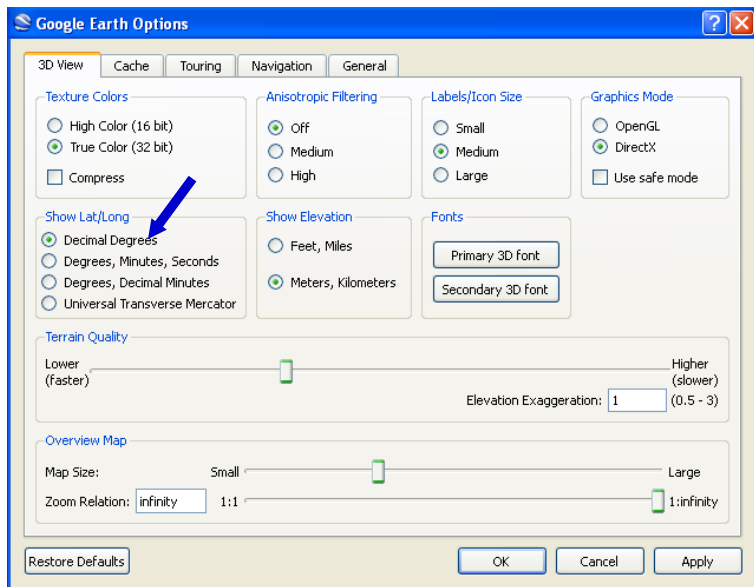 Google Earth Options
3D View
Cache
Touring
Navigation
General
Texture Colors
High Color (16 bit)
True Color (32 bit)
Compress
Anisotropic Filtering
Off
Medium
High
Labels/Icon Size
Small
Medium
Large
Graphics Mode
OpenGL
DirectX
Use safe mode
Show Lat/Long
Decimal Degrees
Degrees, Minutes, Seconds
Degrees, Decimal Minutes
Universal Transverse Mercator
Show Elevation
Feet, Miles
Meters, Kilometers
Fonts
Primary 3D font
Secondary 3D font
Terrain Quality
Lower
(faster)
Higher
(slower)
Elevation Exaggeration: 1 (0.5 - 3)
Overview Map
Map Size: Small Large
Zoom Relation: infinity 1:1 1:infinity
Restore Defaults
OK
Cancel
Apply